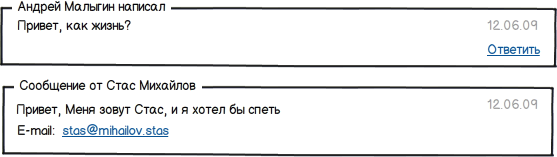 Андрей Малыгин написал
Привет, как жизнь? 12.06.09
Ответить
Сообщение от Стас Михайлов
Привет, Меня зовут Стас, и я хотел бы спеть 12.06.09
E-mail: stas@mihailov.stas